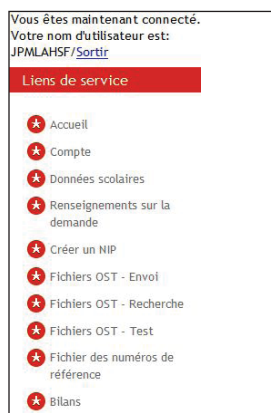 Vous êtes maintenant connecté.
Votre nom d'utilisateur est:
JPMLAHSF/Sortir
Liens de service
Accueil
Compte
Données scolaires
Renseignements sur la
demande
Créer un NIP
Fichiers OST - Envoi
Fichiers OST - Recherche
Fichiers OST - Test
Fichier des numéros de
référence
Bilans